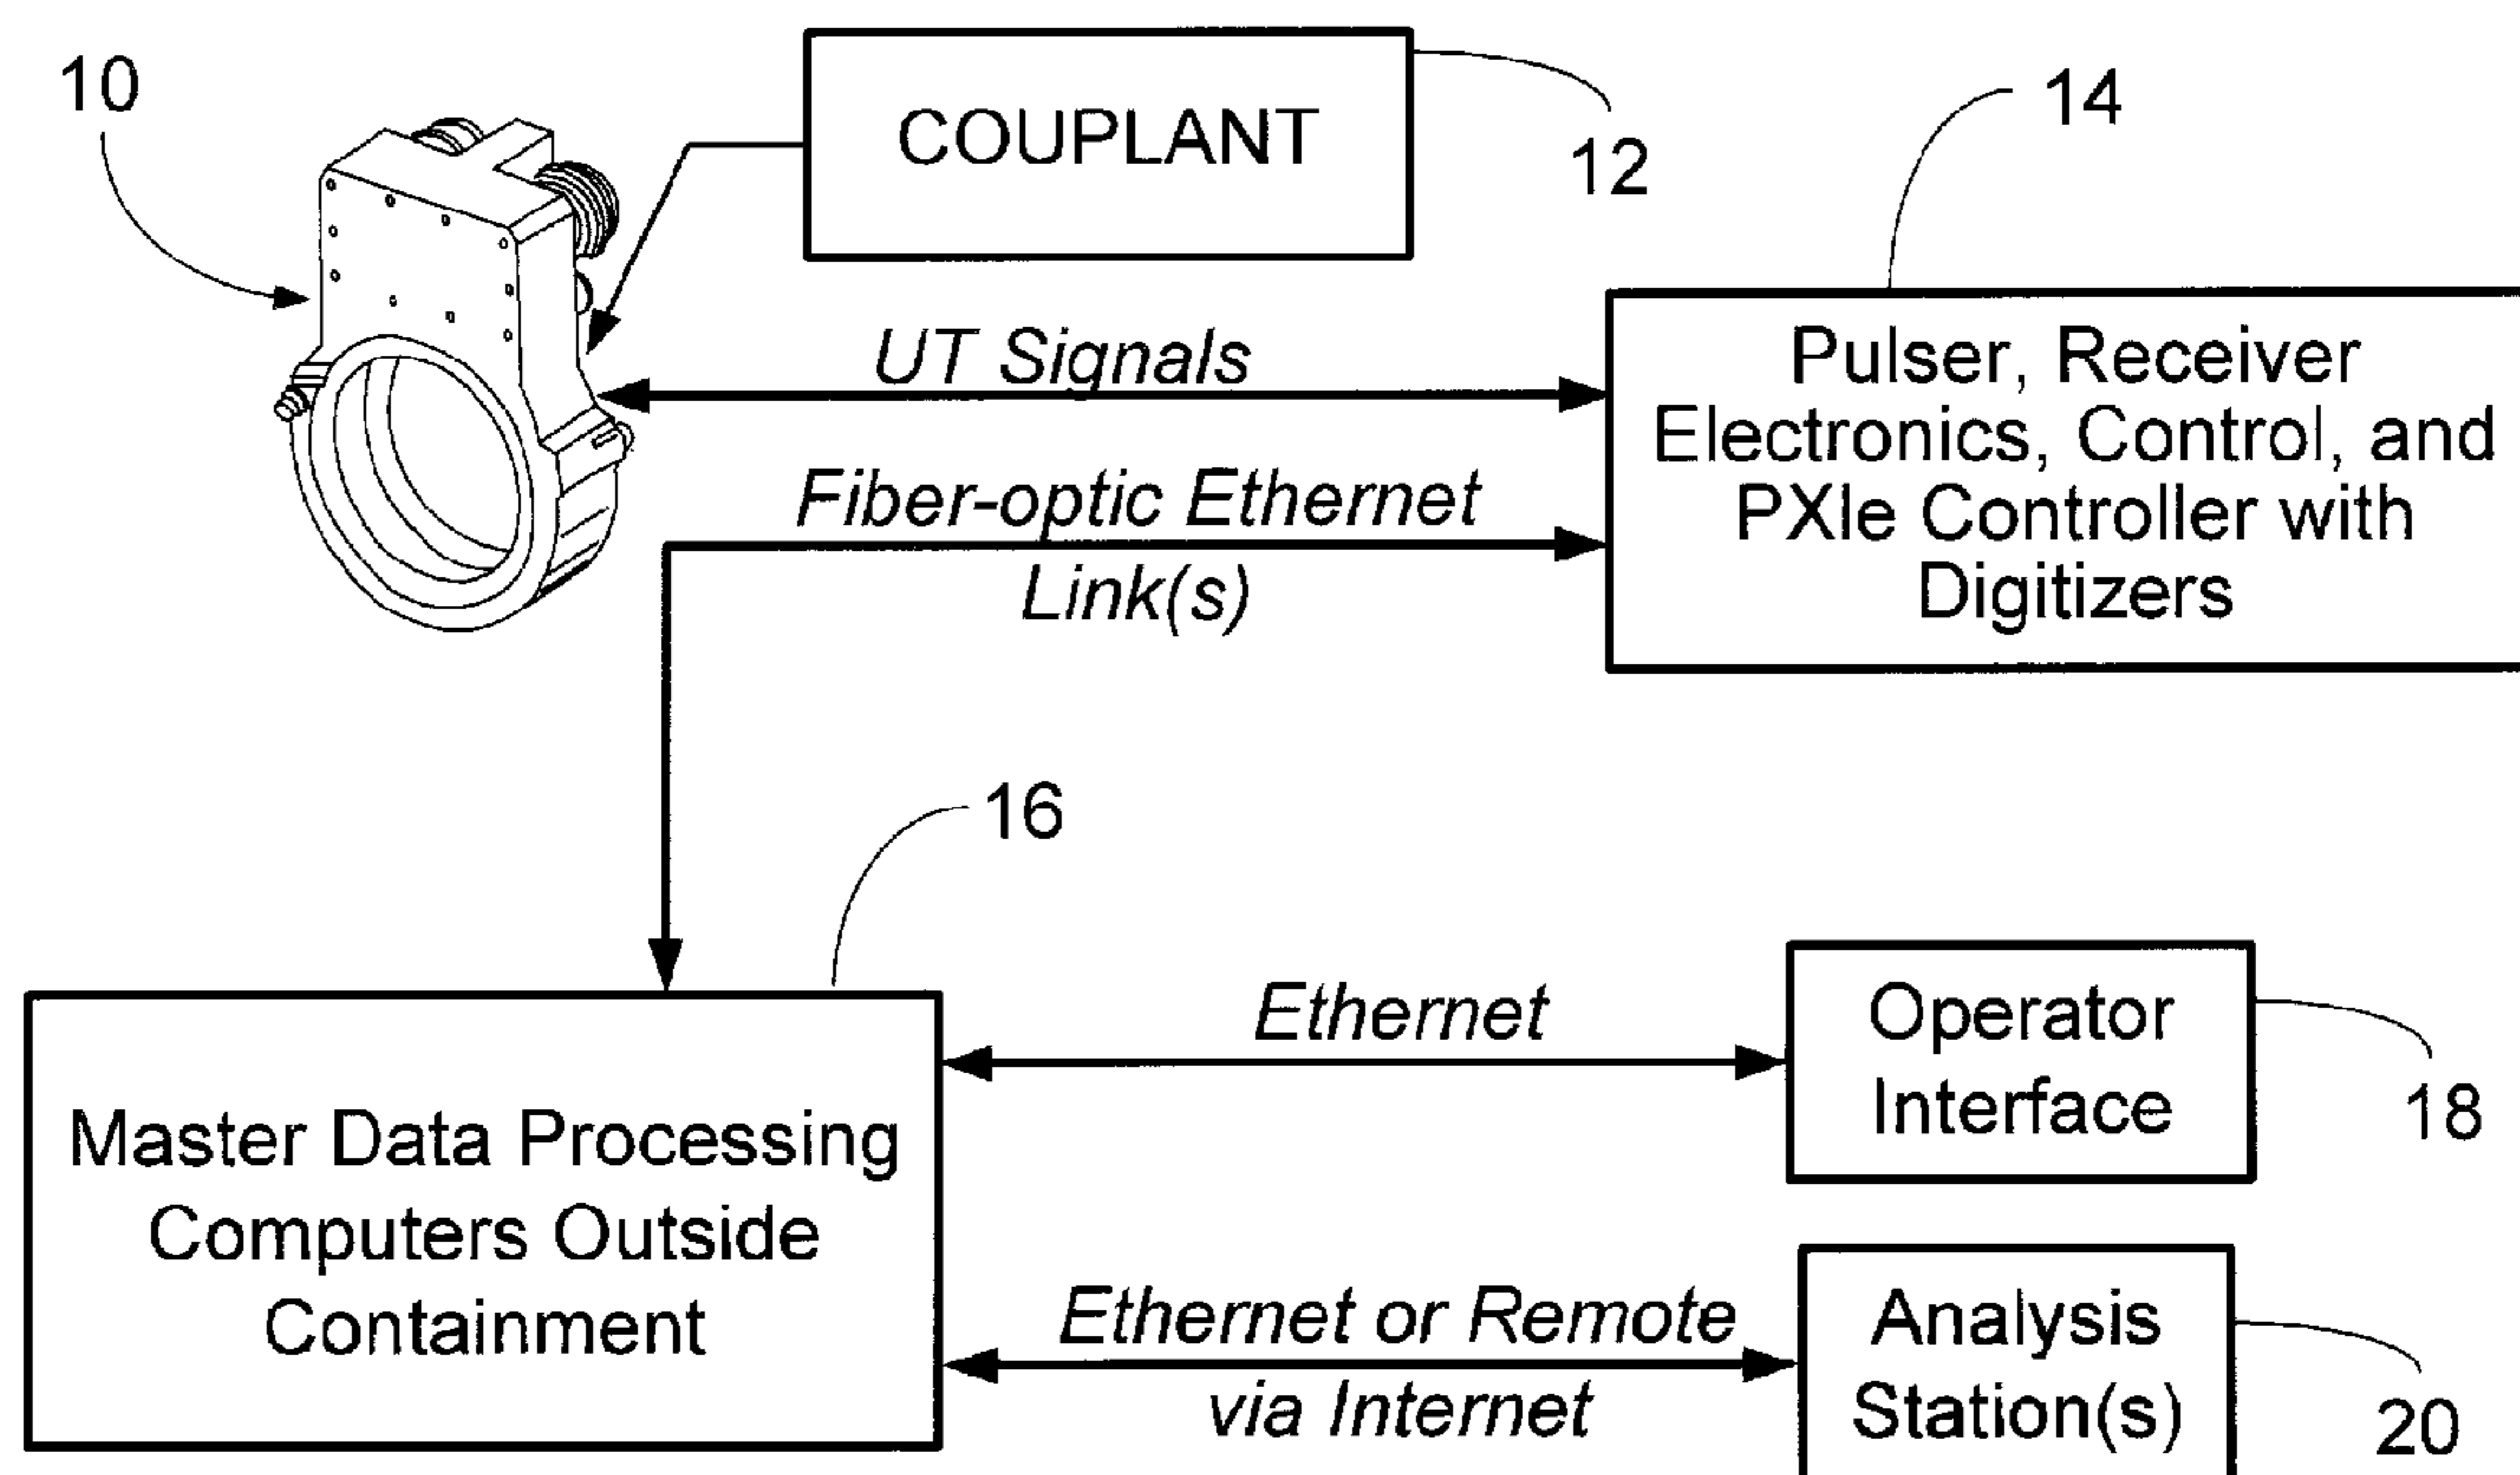 10
COUPLANT
12
14
UT Signals
Pulser, Receiver
Electronics, Control, and
PXIe Controller with
Digitizers
Fiber-optic Ethernet
Link(s)
16
Master Data Processing
Computers Outside
Containment
Ethernet
Operator
Interface
18
Ethernet or Remote
via Internet
Analysis
Station(s)
20